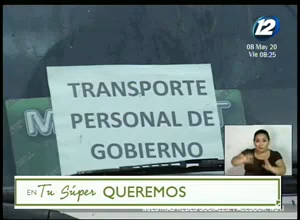 12
08 May 20
Vie 08:25
TRANSPORTE
PERSONAL DE
GOBIERNO
EN Tu Súper QUEREMOS